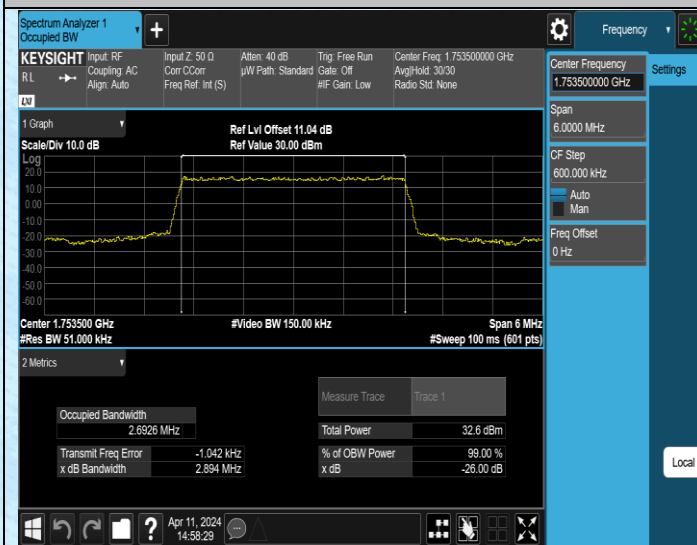 Spectrum Analyzer 1
Occupied BW
Frequency
KEYSIGHT
R L
LXI
Input: RF
Coupling: AC
Align: Auto
Input Z: 50 Ω
Corr CCorr
Freq Ref: Int (S)
Atten: 40 dB
µW Path: Standard
Trig: Free Run
Gate: Off
#IF Gain: Low
Center Freq: 1.753500000 GHz
Avg|Hold: 30/30
Radio Std: None
Center Frequency
1.753500000 GHz
Settings
Span
6.0000 MHz
CF Step
600.000 kHz
Auto
Man
Freq Offset
0 Hz
Local
1 Graph
Scale/Div 10.0 dB
Ref Lvl Offset 11.04 dB
Ref Value 30.00 dBm
Log
20.0
10.0
0.00
-10.0
-20.0
-30.0
-40.0
-50.0
-60.0
Center 1.753500 GHz
#Res BW 51.000 kHz
#Video BW 150.00 kHz
Span 6 MHz
#Sweep 100 ms (601 pts)
2 Metrics
Measure Trace Trace 1
Occupied Bandwidth
2.6926 MHz
Total Power 32.6 dBm
Transmit Freq Error -1.042 kHz
% of OBW Power 99.00 %
x dB Bandwidth 2.894 MHz
x dB -26.00 dB
Apr 11, 2024
14:58:29